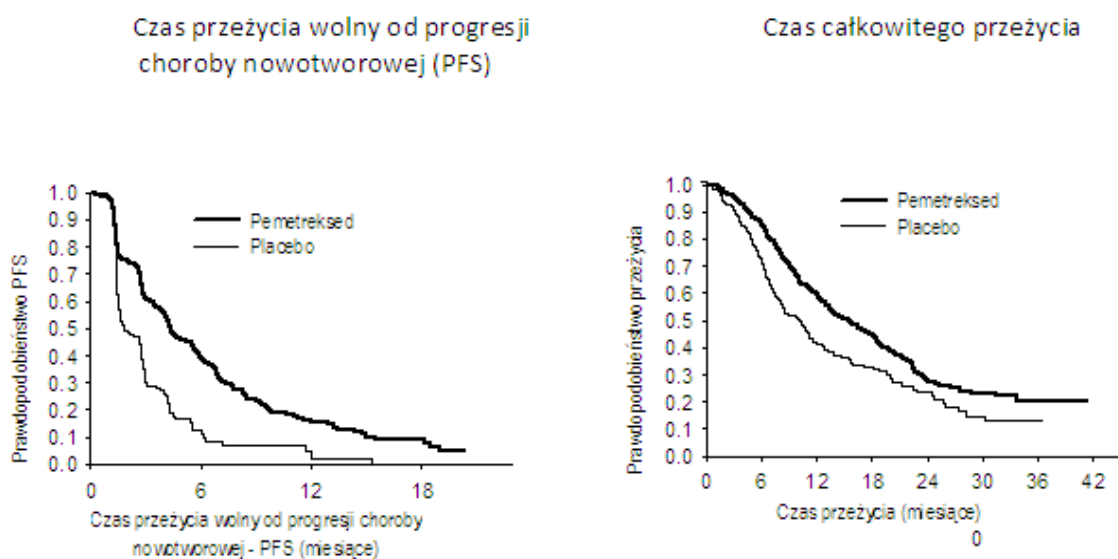 Czas przeżycia wolny od progresji
choroby nowotworowej (PFS)
Prawdopodobieństwo PFS
1.0
0.9
0.8
0.7
0.6
0.5
0.4
0.3
0.2
0.1
0.0
Pemetreksed
Placebo
0 6 12 18
Czas przeżycia wolny od progresji choroby
nowotworowej - PFS (miesiące)
Czas całkowitego przeżycia
Prawdopodobieństwo przeżycia
1.0
0.9
0.8
0.7
0.6
0.5
0.4
0.3
0.2
0.1
0.0
Pemetreksed
Placebo
0 6 12 18 24 30 36 42
Czas przeżycia (miesiące)
0